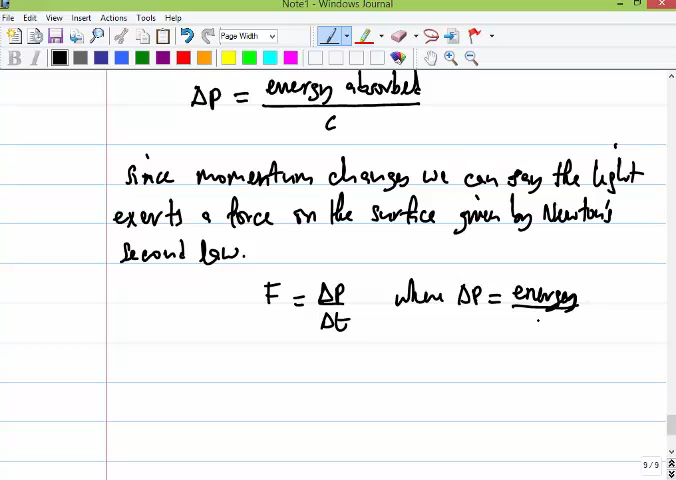 Note1 - Windows Journal
File Edit View Insert Actions Tools Help
Page Width
B I
ΔP = energy absorbed
c
Since momentum changes we can say the light
exerts a force on the surface given by Newton's
second law.
F = ΔP where ΔP = energy
Δt
9 / 9